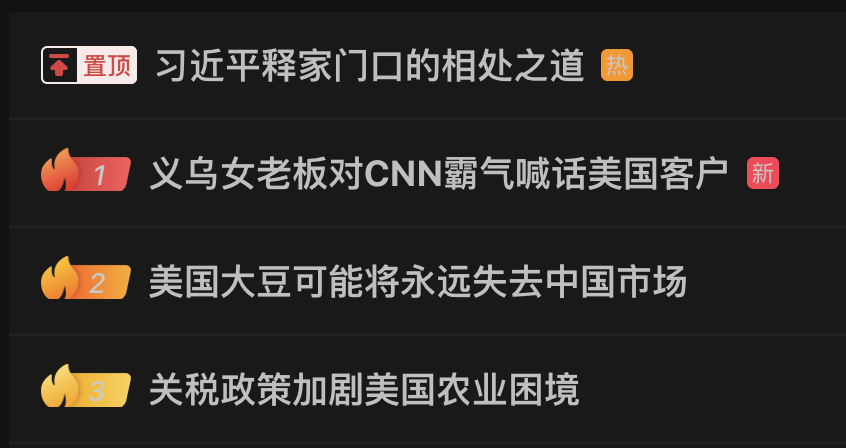 置顶 习近平释家门口的相处之道 热
1 义乌女老板对CNN霸气喊话美国客户 新
2 美国大豆可能将永远失去中国市场
3 关税政策加剧美国农业困境